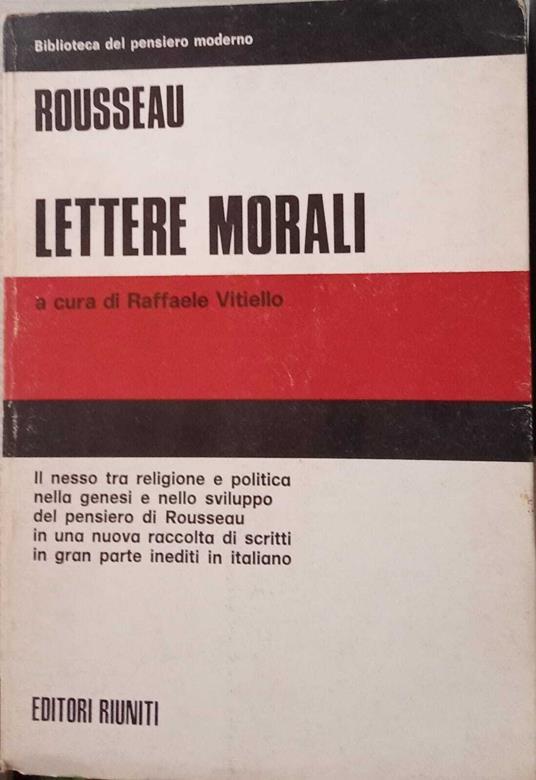 Biblioteca del pensiero moderno
ROUSSEAU
LETTERE MORALI
a cura di Raffaele Vitiello
Il nesso tra religione e politica
nella genesi e nello sviluppo
del pensiero di Rousseau
in una nuova raccolta di scritti
in gran parte inediti in italiano
EDITORI RIUNITI